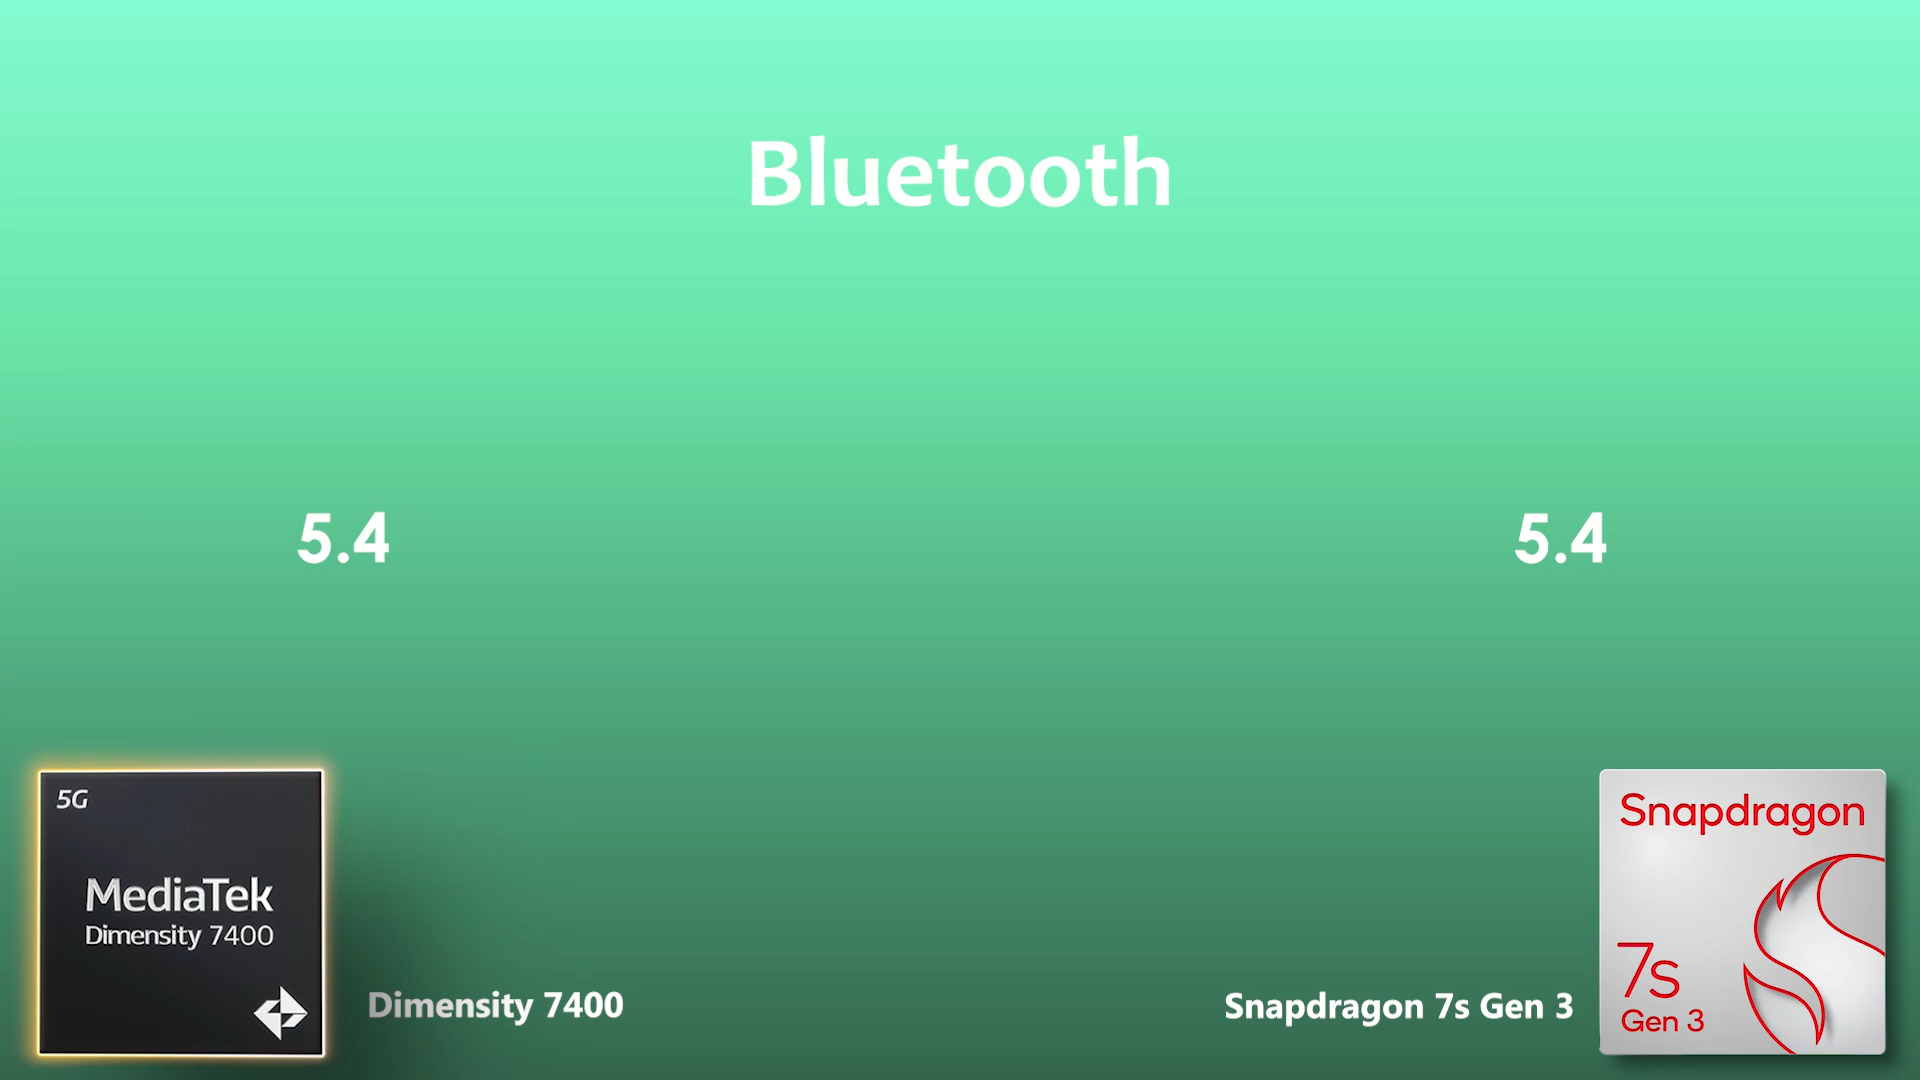 Bluetooth
5.4
5.4
5G
MediaTek
Dimensity 7400
Dimensity 7400
Snapdragon 7s Gen 3
Snapdragon
7s
Gen 3